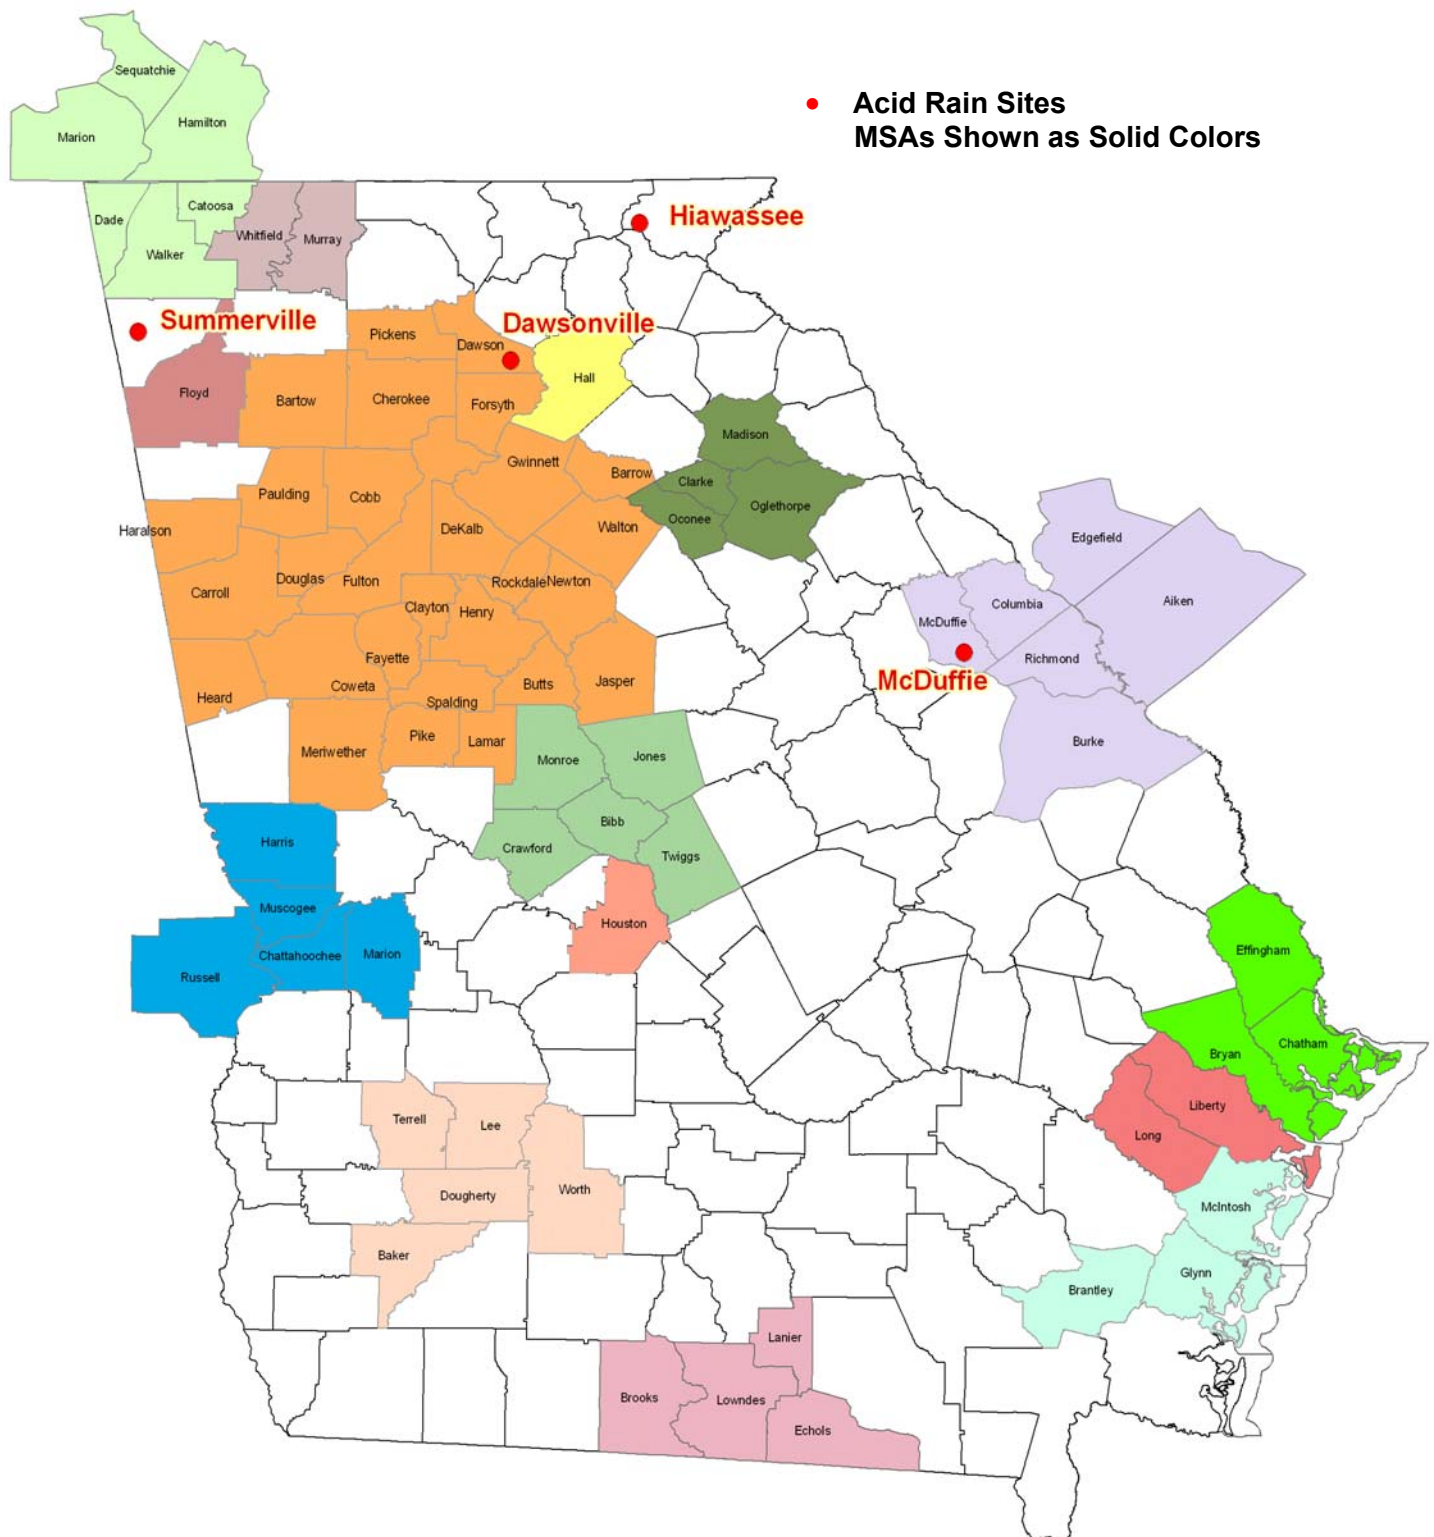 Sequatchie
Acid Rain Sites
MSAs Shown as Solid Colors
Hamilton
Marion
Catoosa
Dade
Hiawassee
Whitfield
Murray
Walker
Summerville
Dawsonville
Pickens
Dawson
Hall
Floyd
Bartow
Cherokee
Forsyth
Madison
Gwinnett
Barrow
Clarke
Paulding
Cobb
Oglethorpe
Oconee
Haralson
DeKalb
Walton
Edgefield
Douglas
Fulton
Rockdale
Newton
Carroll
Clayton
Henry
Columbia
Aiken
McDuffie
Fayette
Richmond
McDuffie
Coweta
Butts
Jasper
Heard
Spalding
Pike
Lamar
Burke
Meriwether
Monroe
Jones
Bibb
Harris
Crawford
Twiggs
Muscogee
Houston
Chattahoochee
Marion
Effingham
Russell
Chatham
Bryan
Liberty
Terrell
Lee
Long
Dougherty
Worth
McIntosh
Baker
Glynn
Brantley
Lanier
Brooks
Lowndes
Echols